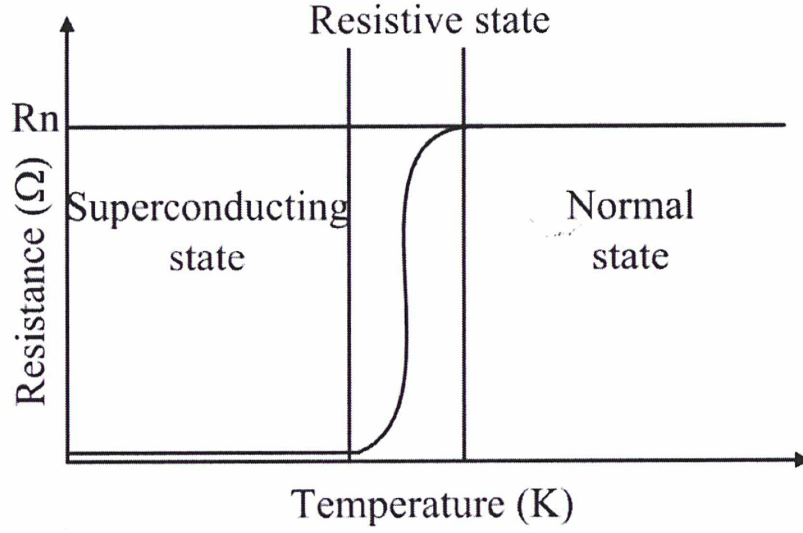 Resistive state
Rn
Resistance (Ω)
Superconducting
state
Normal
state
Temperature (K)